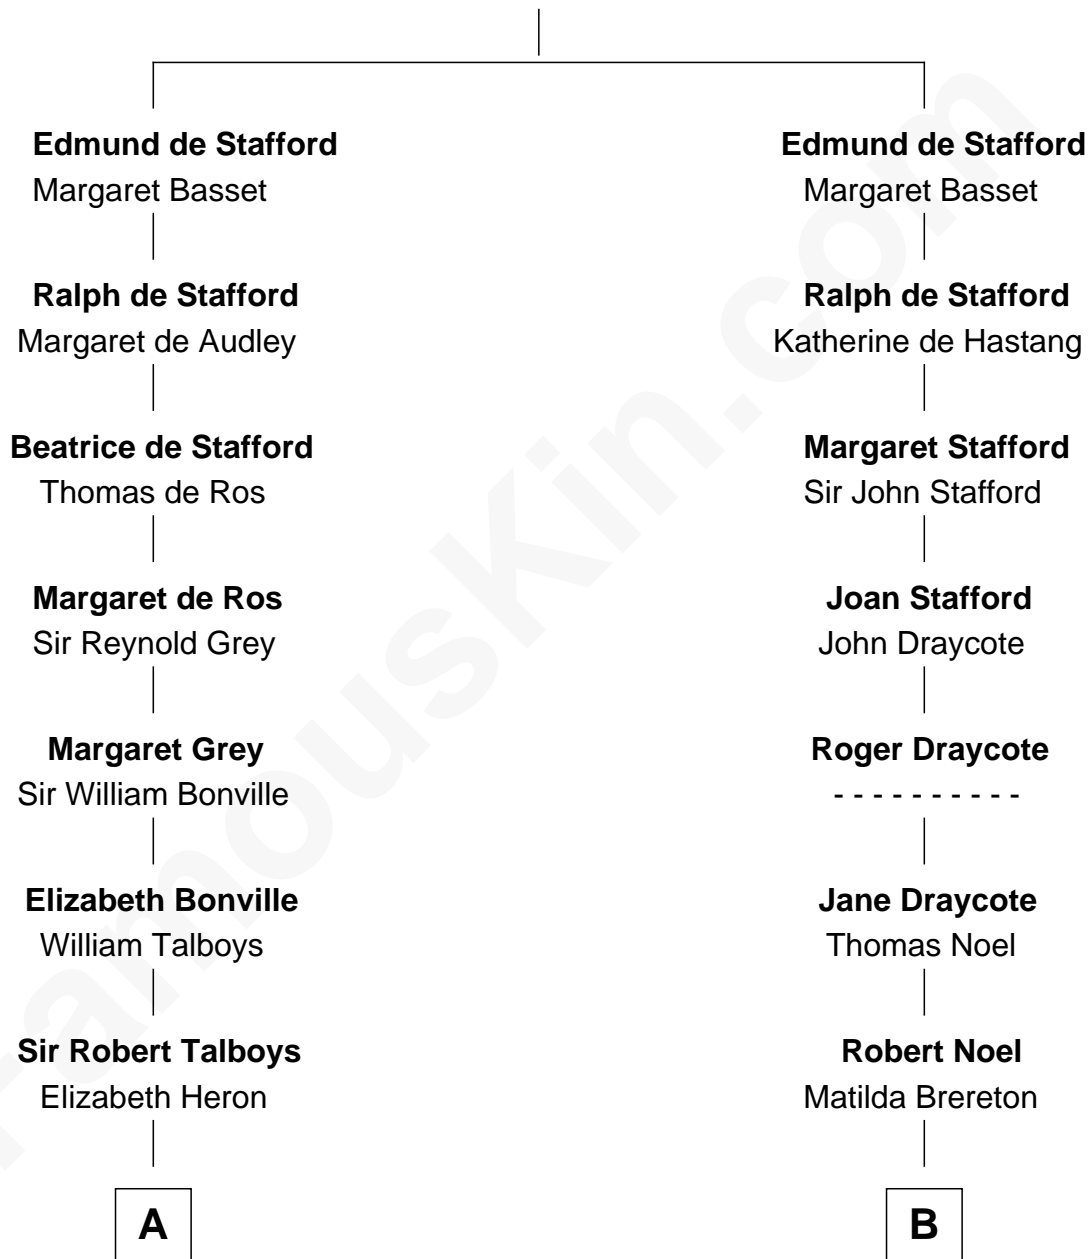 Edmund de Stafford
Margaret Basset
Ralph de Stafford
Margaret de Audley
Beatrice de Stafford
Thomas de Ros
Margaret de Ros
Sir Reynold Grey
Margaret Grey
Sir William Bonville
Elizabeth Bonville
William Talboys
Sir Robert Talboys
Elizabeth Heron
A
Edmund de Stafford
Margaret Basset
Ralph de Stafford
Katherine de Hastang
Margaret Stafford
Sir John Stafford
Joan Stafford
John Draycote
Roger Draycote
- - - - - - - - - -
Jane Draycote
Thomas Noel
Robert Noel
Matilda Brereton
B
FamousKin.com